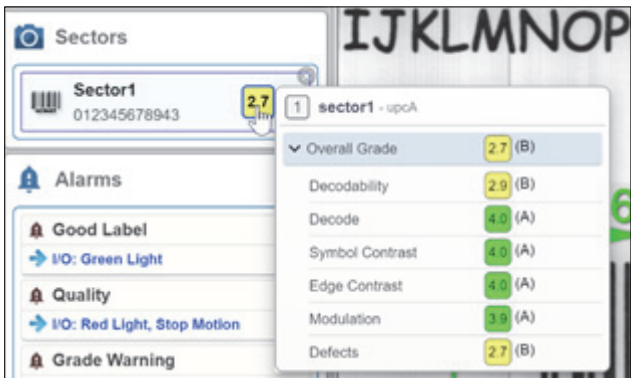 Sectors
Sector1
012345678943
2.7
Alarms
Good Label
I/O: Green Light
Quality
I/O: Red Light, Stop Motion
Grade Warning
IJKLMNOP
1 sector1 - upcA
Overall Grade 2.7 (B)
Decodability 2.9 (B)
Decode 4.0 (A)
Symbol Contrast 4.0 (A)
Edge Contrast 4.0 (A)
Modulation 3.9 (A)
Defects 2.7 (B)
6